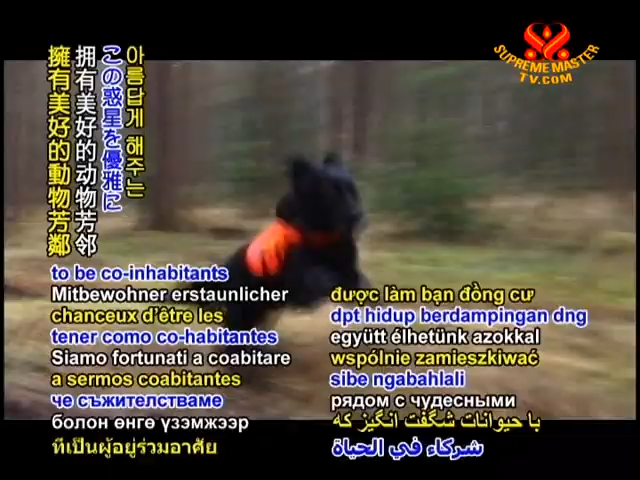 SUPREME MASTER
TV.COM
아름답게 해주는
この惑星を優雅に
拥有美好的动物芳邻
擁有美好的動物芳鄰
to be co-inhabitants
Mitbewohner erstaunlicher
chanceux d'être les
tener como co-habitantes
Siamo fortunati a coabitare
a sermos coabitantes
че съжителстваме
болон өнгө үзэмжээр
ที่เป็นผู้อยู่ร่วมอาศัย
được làm bạn đồng cư
dpt hidup berdampingan dng
együtt élhetünk azokkal
wspólnie zamieszkiwać
sibe ngabahlali
рядом с чудесными
با حیوانات شگفت انگیز که
شركاء في الحياة